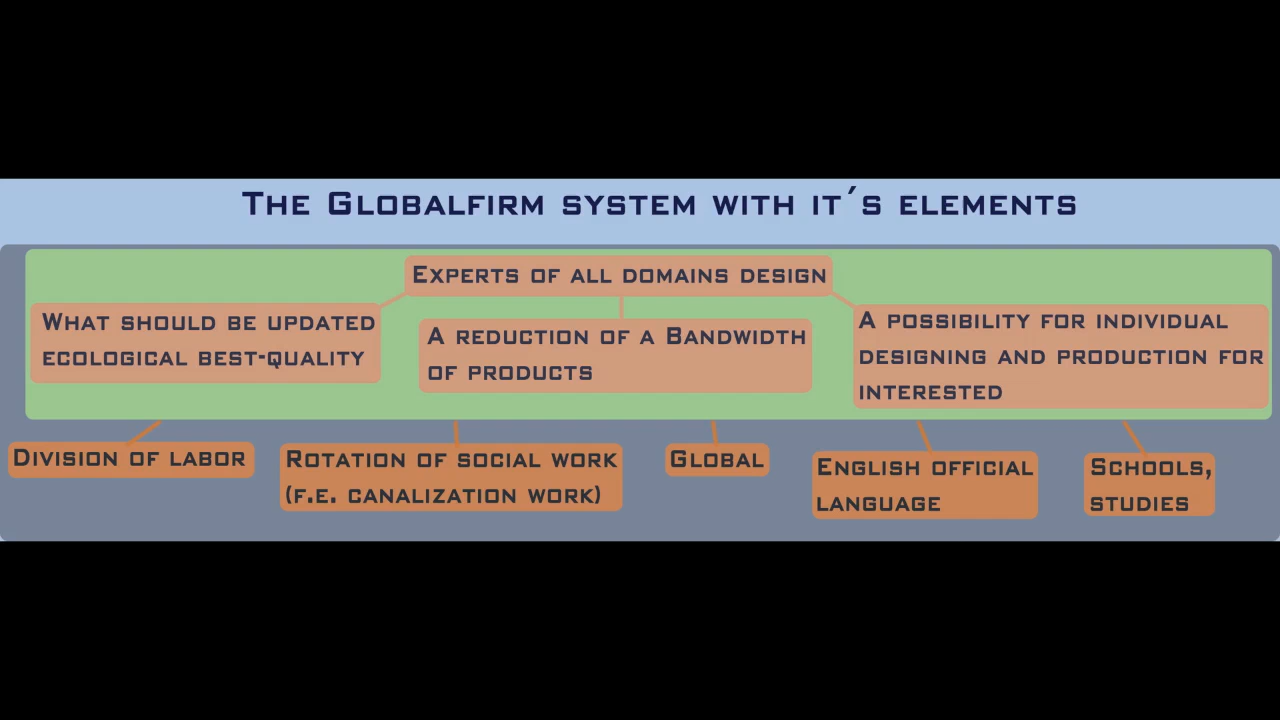 The Globalfirm system with it´s elements
Experts of all domains design
What should be updated
ecological best-quality
A reduction of a Bandwidth
of products
A possibility for individual
designing and production for
interested
Division of labor
Rotation of social work
(f.e. canalization work)
Global
English official
language
Schools,
studies